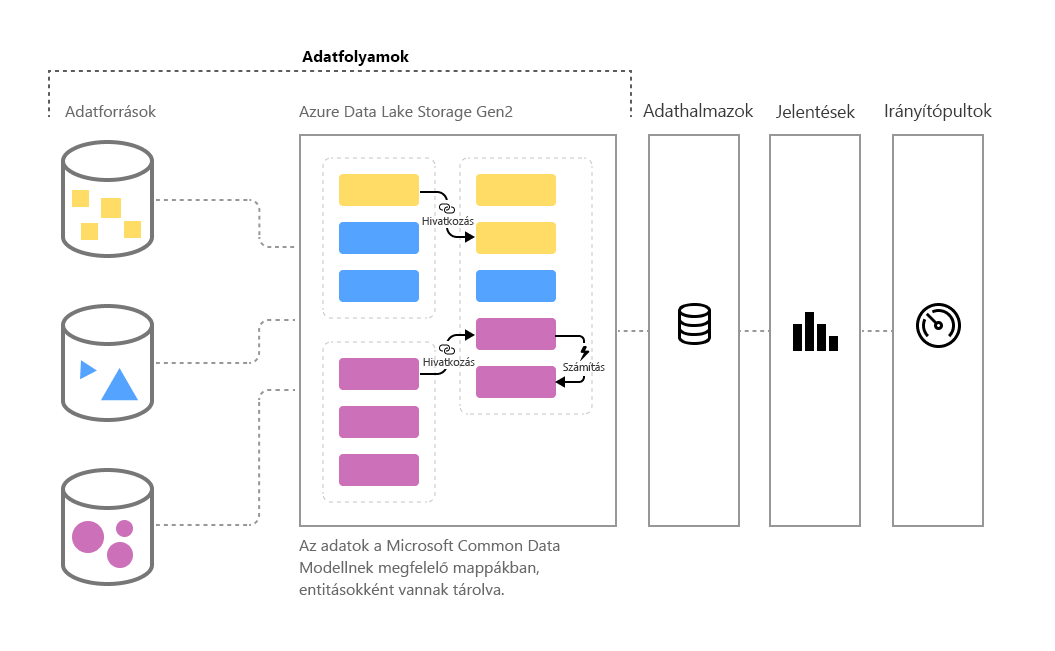 Adatfolyamok
Adatforrások
Azure Data Lake Storage Gen2
Adathalmazok
Jelentések
Irányítópultok
Hivatkozás
Hivatkozás
Számítás
Az adatok a Microsoft Common Data
Modellnek megfelelő mappákban,
entitásokként vannak tárolva.